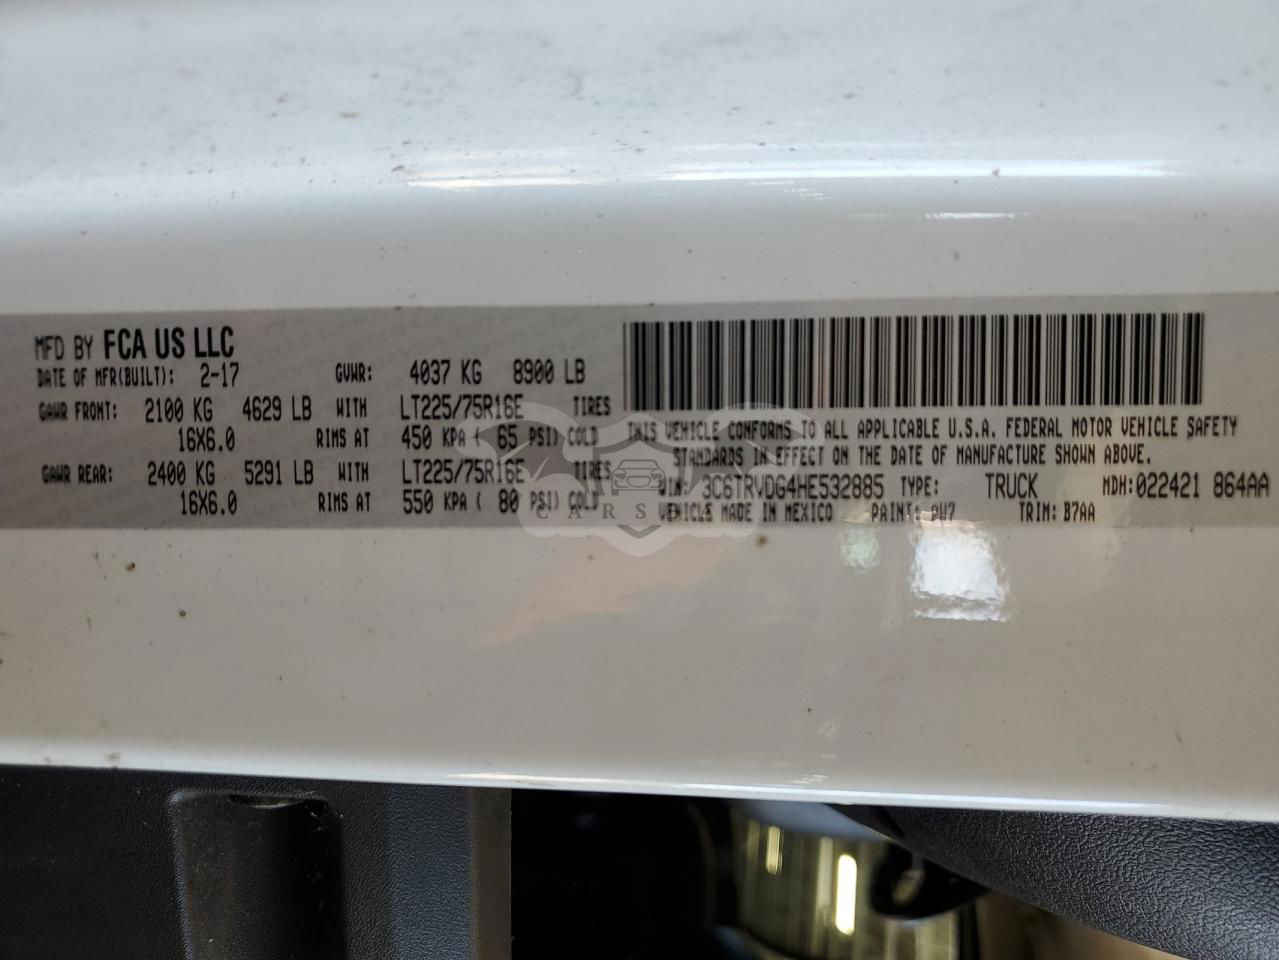 MFD BY FCA US LLC
DATE OF MFR(BUILT): 2-17 GVWR: 4037 KG 8900 LB
GAWR FRONT: 2100 KG 4629 LB WITH LT225/75R16E TIRES
16X6.0 RIMS AT 450 KPA ( 65 PSI) COLD
GAWR REAR: 2400 KG 5291 LB WITH LT225/75R16E TIRES
16X6.0 RIMS AT 550 KPA ( 80 PSI) COLD
THIS VEHICLE CONFORMS TO ALL APPLICABLE U.S.A. FEDERAL MOTOR VEHICLE SAFETY
STANDARDS IN EFFECT ON THE DATE OF MANUFACTURE SHOWN ABOVE.
VIN: 3C6TRVDG4HE532885 TYPE: TRUCK MDH:022421 864AA
VEHICLE MADE IN MEXICO PAINT: PW7 TRIM: B7AA
CARS